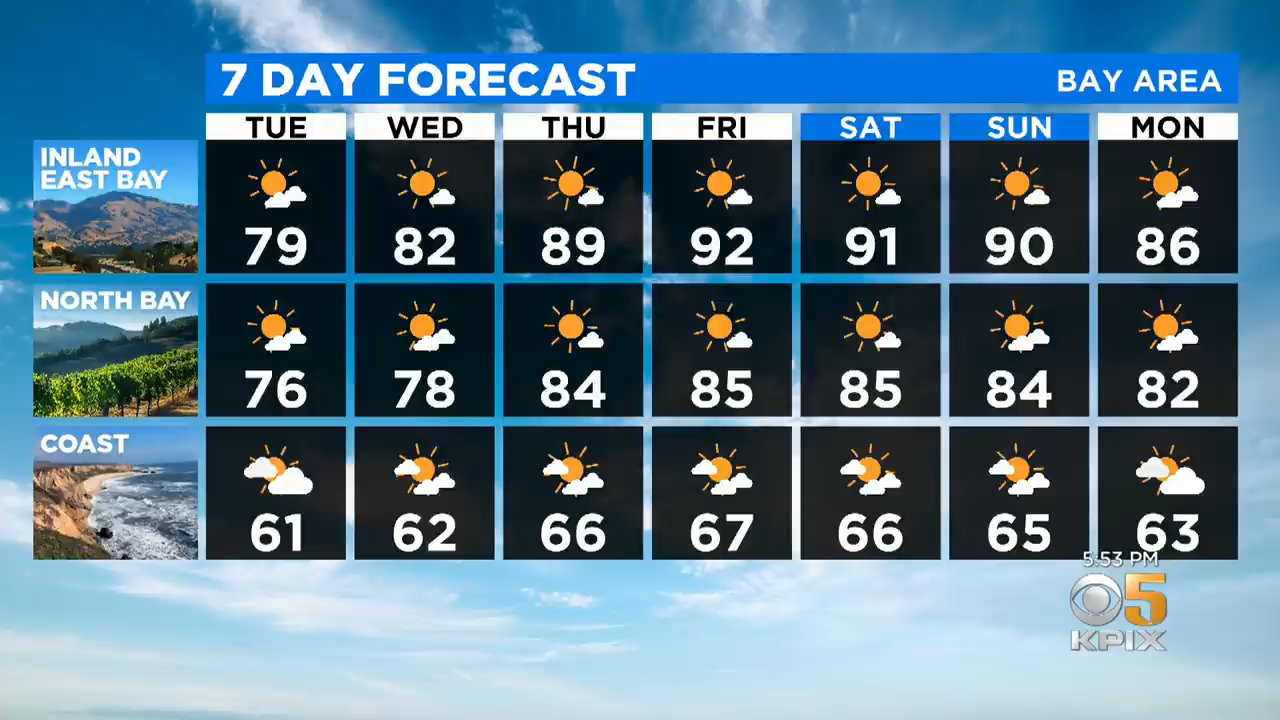 7 DAY FORECAST
BAY AREA
TUE WED THU FRI SAT SUN MON
INLAND
EAST BAY
79 82 89 92 91 90 86
NORTH BAY
76 78 84 85 85 84 82
COAST
61 62 66 67 66 65 63
5:53 PM
5
KPIX